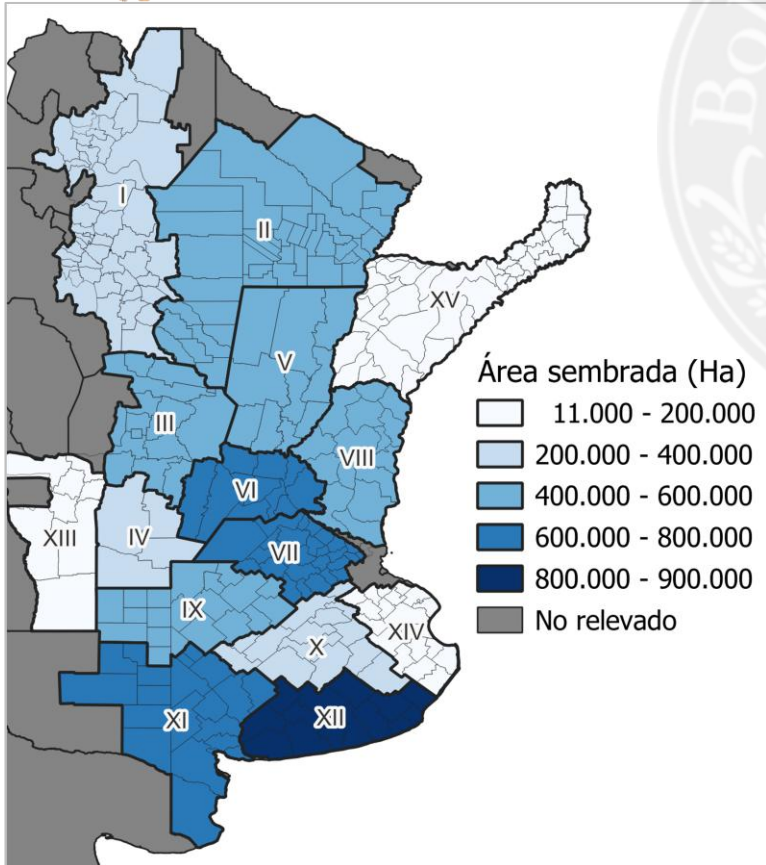 Bo
I
II
XV
V
III
VIII
VI
XIII
IV
VII
IX
XIV
X
XI
XII
Área sembrada (Ha)
11.000 - 200.000
200.000 - 400.000
400.000 - 600.000
600.000 - 800.000
800.000 - 900.000
No relevado